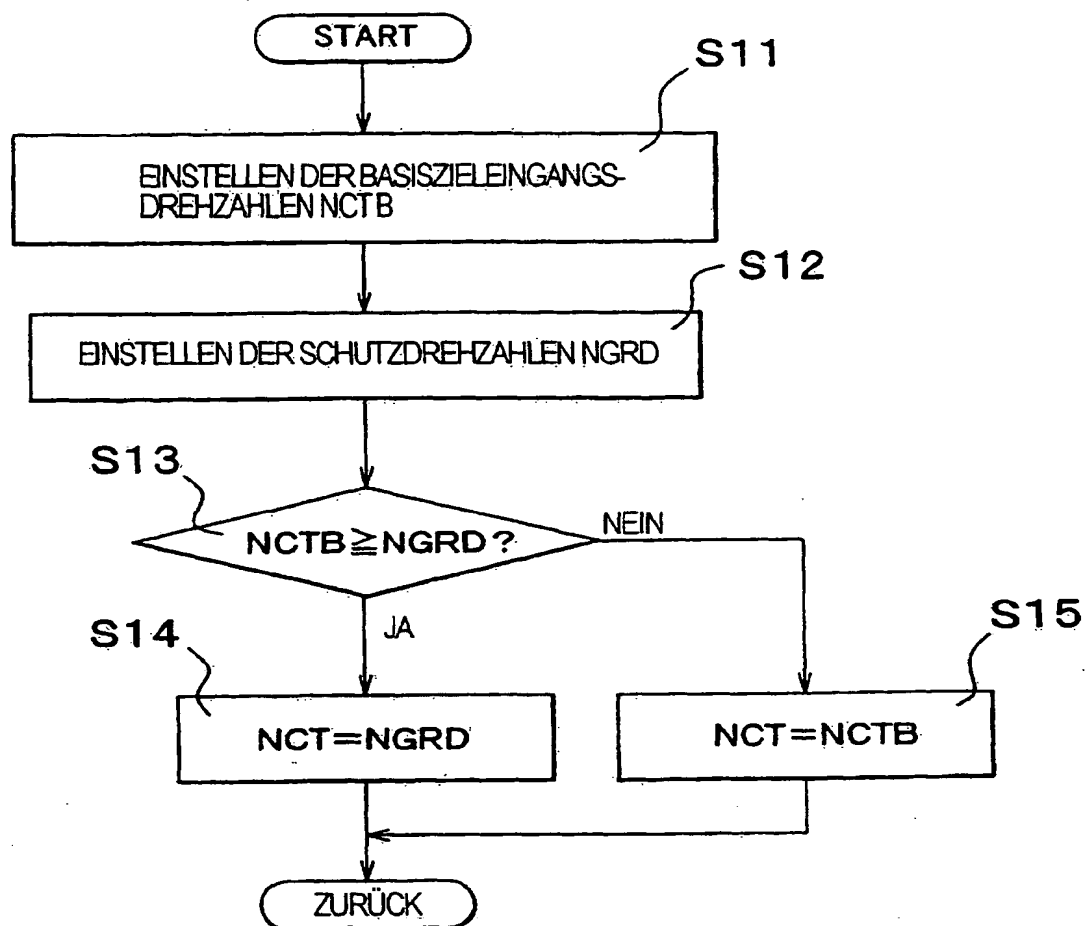 START
S11
EINSTELLEN DER BASISZIELEINGANGS-
DREHZAHLEN NCTB
S12
EINSTELLEN DER SCHUTZDREHZAHLEN NGRD
S13
NCTB≧NGRD?
NEIN
JA
S14
S15
NCT=NGRD
NCT=NCTB
ZURÜCK